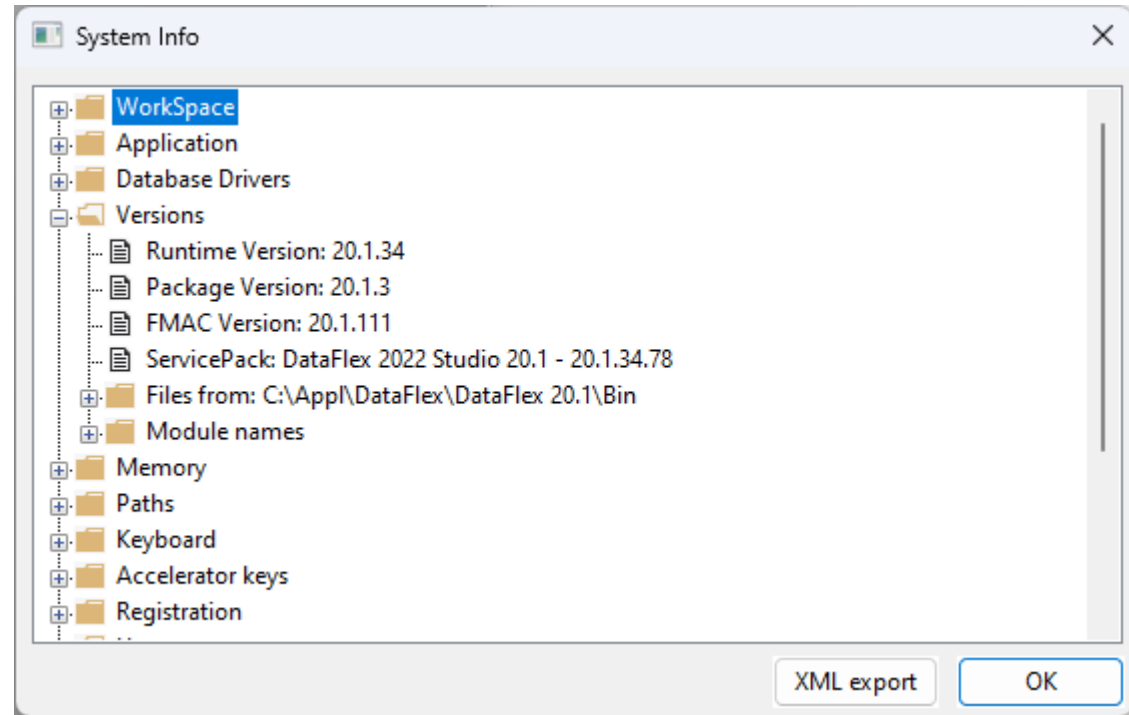 System Info
WorkSpace
Application
Database Drivers
Versions
Runtime Version: 20.1.34
Package Version: 20.1.3
FMAC Version: 20.1.111
ServicePack: DataFlex 2022 Studio 20.1 - 20.1.34.78
Files from: C:\Appl\DataFlex\DataFlex 20.1\Bin
Module names
Memory
Paths
Keyboard
Accelerator keys
Registration
XML export
OK